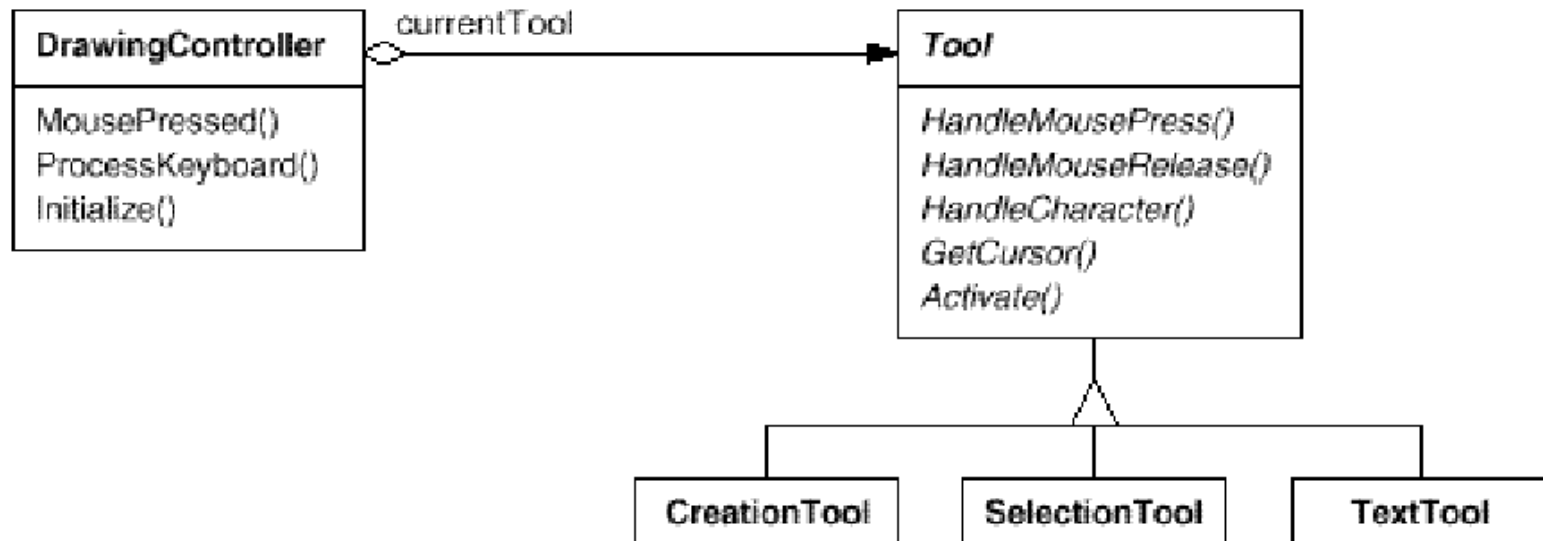 DrawingController
MousePressed()
ProcessKeyboard()
Initialize()
currentTool
Tool
HandleMousePress()
HandleMouseRelease()
HandleCharacter()
GetCursor()
Activate()
CreationTool
SelectionTool
TextTool